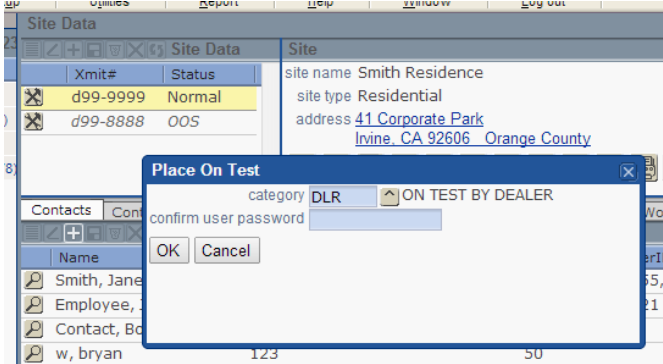 Utilities Report Help Window Log out
Site Data
Site Data Site
Xmit# Status
d99-9999 Normal
d99-8888 OOS
site name Smith Residence
site type Residential
address 41 Corporate Park
Irvine, CA 92606 Orange County
Place On Test
category DLR ON TEST BY DEALER
confirm user password
OK Cancel
Contacts
Name
Smith, Jane
Employee,
Contact, Bo
w, bryan 123 50